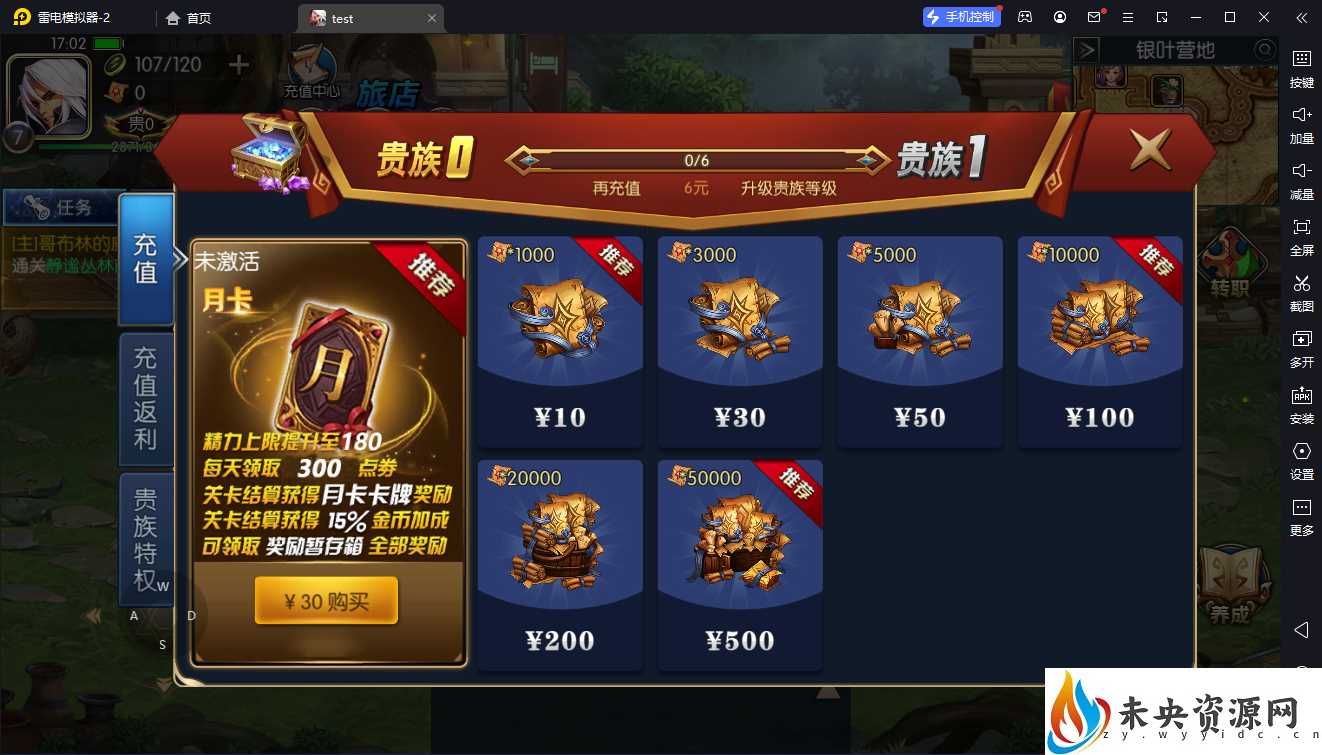 雷电模拟器-2
首页
test
手机控制
17:02
107/120
0
贵0
7
充值中心
旅店
银叶营地
任务
通关静谧丛林
贵族0
0/6
贵族1
再充值 6元 升级贵族等级
充值
充值返利
贵族特权
未激活
推荐
月卡
月
精力上限提升至180
每天领取 300 点券
关卡结算获得月卡卡牌奖励
关卡结算获得 15%金币加成
可领取 奖励暂存箱 全部奖励
¥30购买
1000
推荐
¥10
3000
¥30
5000
¥50
10000
推荐
¥100
20000
¥200
50000
推荐
¥500
转职
养成
W
A
D
S
按键
加量
减量
全屏
截图
多开
APK
安装
设置
更多
未央资源网
zy.wyyidc.cn